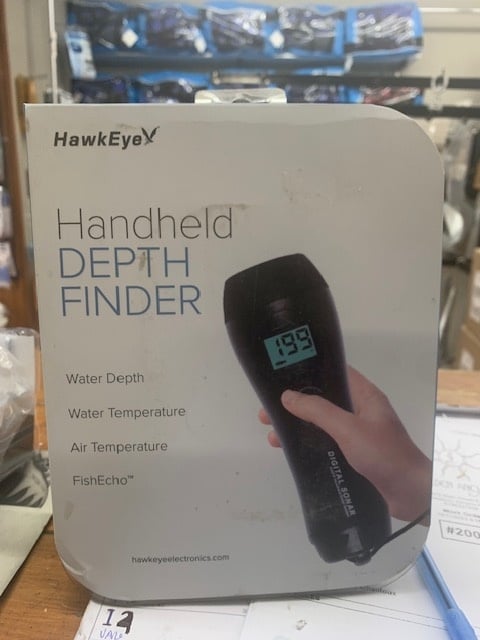 HawkEye
Handheld
DEPTH
FINDER
199
Water Depth
Water Temperature
Air Temperature
FishEcho™
DIGITAL SONAR
hawkeyeelectronics.com
#200